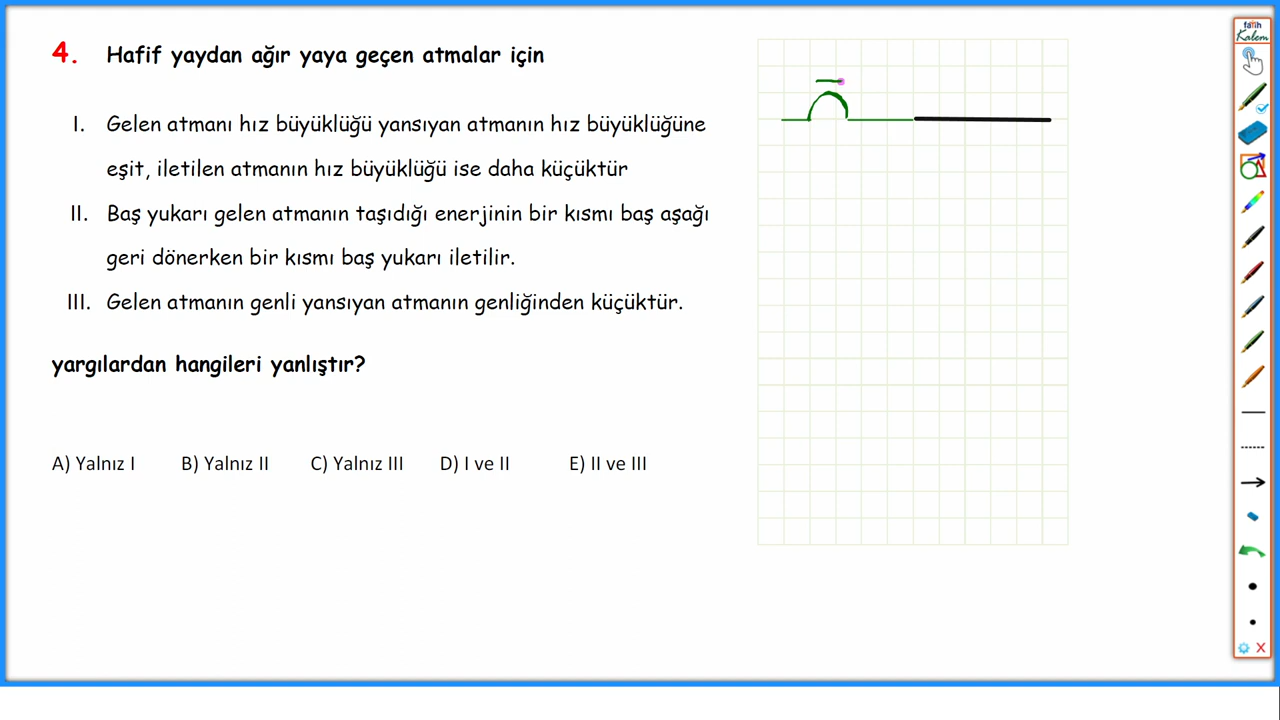 4. Hafif yaydan ağır yaya geçen atmalar için
I. Gelen atmanı hız büyüklüğü yansıyan atmanın hız büyüklüğüne
eşit, iletilen atmanın hız büyüklüğü ise daha küçüktür
II. Baş yukarı gelen atmanın taşıdığı enerjinin bir kısmı baş aşağı
geri dönerken bir kısmı baş yukarı iletilir.
III. Gelen atmanın genli yansıyan atmanın genliğinden küçüktür.
yargılardan hangileri yanlıştır?
A) Yalnız I B) Yalnız II C) Yalnız III D) I ve II E) II ve III
fatih
Kalem